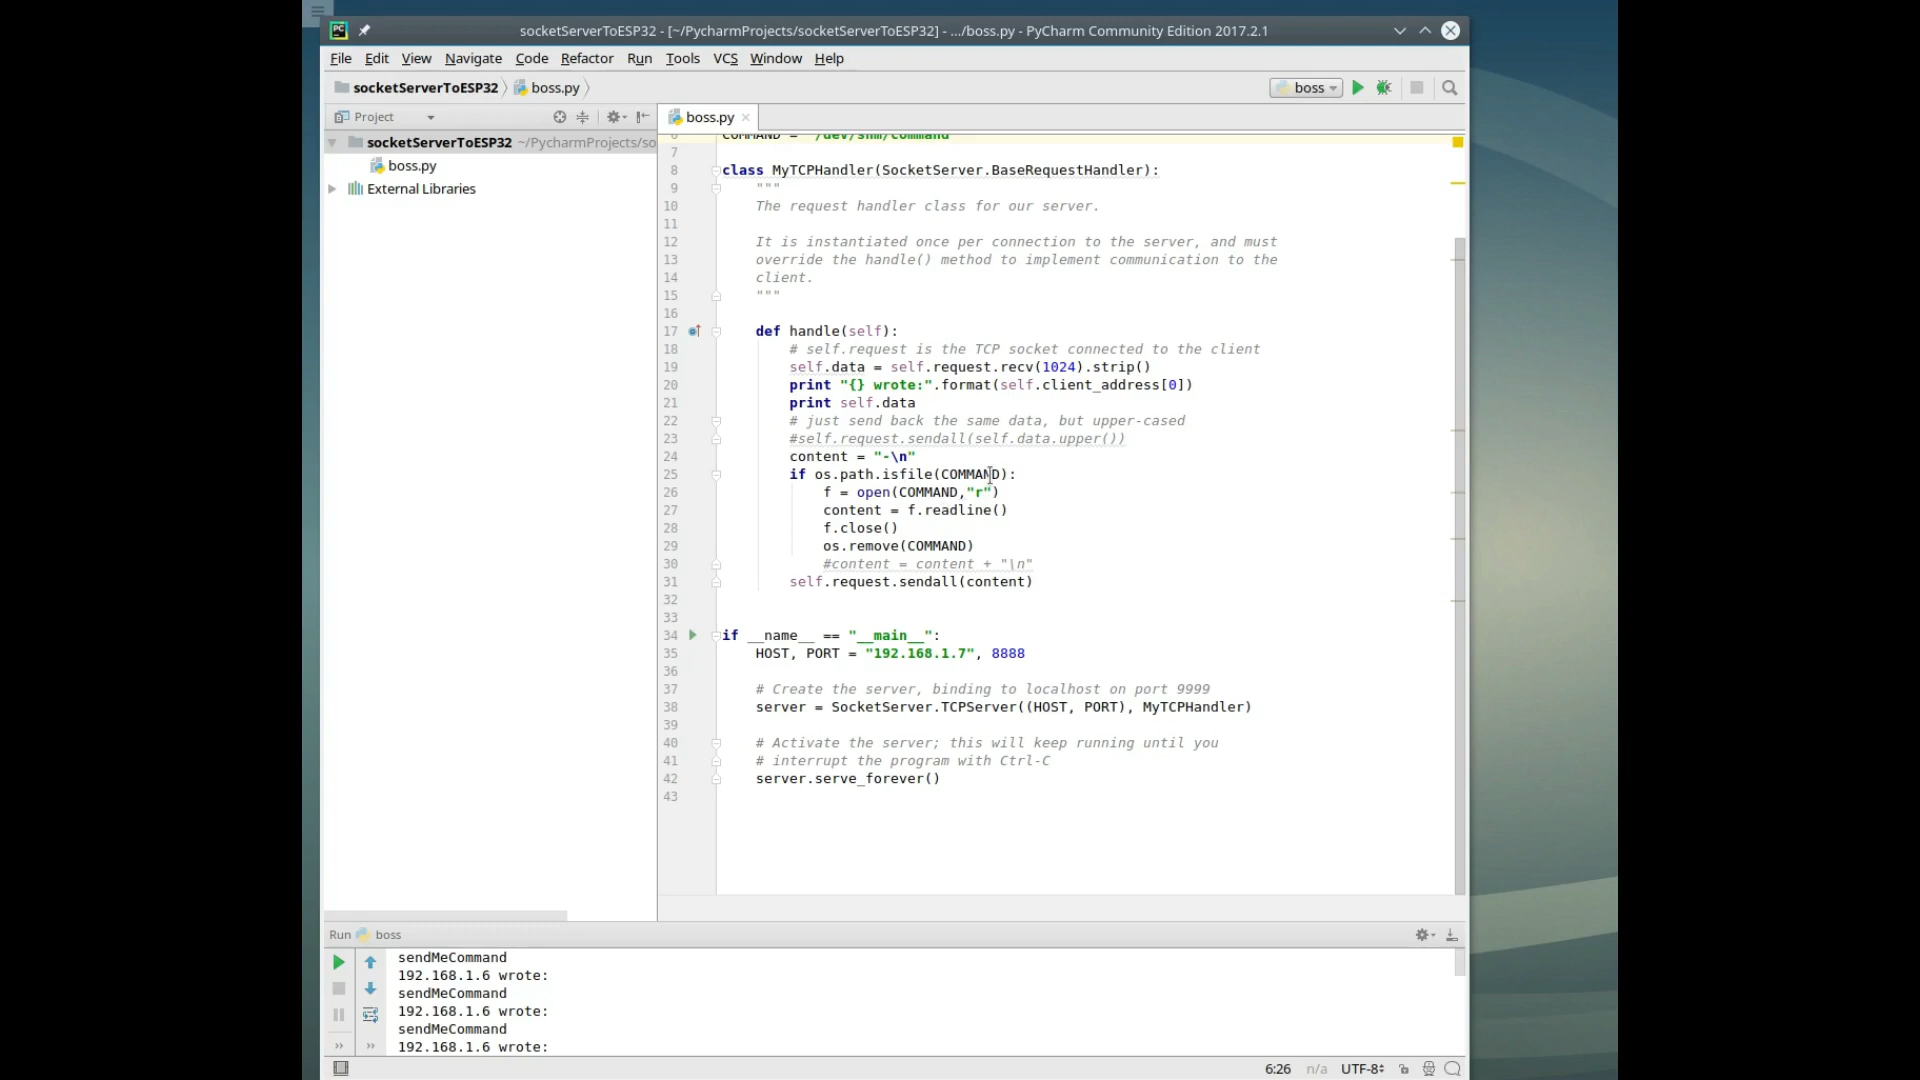 socketServerToESP32 - [~/PycharmProjects/socketServerToESP32] - .../boss.py - PyCharm Community Edition 2017.2.1
File Edit View Navigate Code Refactor Run Tools VCS Window Help
socketServerToESP32 boss.py boss
Project boss.py
socketServerToESP32 ~/PycharmProjects/so
boss.py
External Libraries
6 COMMAND = "/dev/shm/command"
7
8 class MyTCPHandler(SocketServer.BaseRequestHandler):
9 """
10 The request handler class for our server.
11
12 It is instantiated once per connection to the server, and must
13 override the handle() method to implement communication to the
14 client.
15 """
16
17 def handle(self):
18 # self.request is the TCP socket connected to the client
19 self.data = self.request.recv(1024).strip()
20 print "{} wrote:".format(self.client_address[0])
21 print self.data
22 # just send back the same data, but upper-cased
23 #self.request.sendall(self.data.upper())
24 content = "-\n"
25 if os.path.isfile(COMMAND):
26 f = open(COMMAND,"r")
27 content = f.readline()
28 f.close()
29 os.remove(COMMAND)
30 #content = content + "\n"
31 self.request.sendall(content)
32
33
34 if __name__ == "__main__":
35 HOST, PORT = "192.168.1.7", 8888
36
37 # Create the server, binding to localhost on port 9999
38 server = SocketServer.TCPServer((HOST, PORT), MyTCPHandler)
39
40 # Activate the server; this will keep running until you
41 # interrupt the program with Ctrl-C
42 server.serve_forever()
43
Run boss
sendMeCommand
192.168.1.6 wrote:
sendMeCommand
192.168.1.6 wrote:
sendMeCommand
192.168.1.6 wrote:
6:26 n/a UTF-8